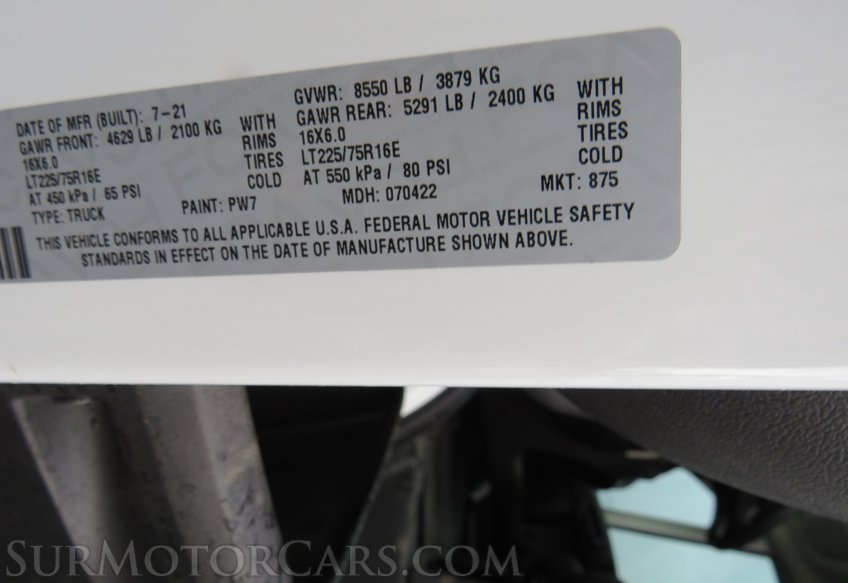 DATE OF MFR (BUILT): 7-21 GVWR: 8550 LB / 3879 KG
GAWR FRONT: 4629 LB / 2100 KG WITH GAWR REAR: 5291 LB / 2400 KG WITH
16X6.0 RIMS 16X6.0 RIMS
LT225/75R16E TIRES LT225/75R16E TIRES
AT 450 kPa / 65 PSI COLD AT 550 kPa / 80 PSI COLD
TYPE: TRUCK PAINT: PW7 MDH: 070422 MKT: 875
THIS VEHICLE CONFORMS TO ALL APPLICABLE U.S.A. FEDERAL MOTOR VEHICLE SAFETY
STANDARDS IN EFFECT ON THE DATE OF MANUFACTURE SHOWN ABOVE.
SURMOTORCARS.COM